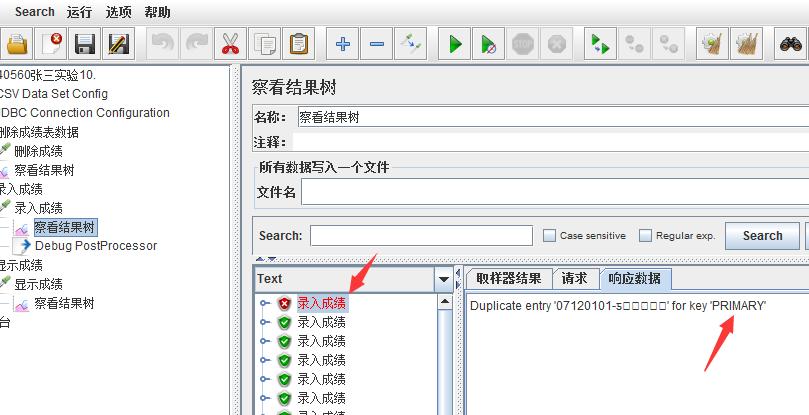 Search 运行 选项 帮助
40560张三实验10.
CSV Data Set Config
JDBC Connection Configuration
删除成绩表数据
删除成绩
察看结果树
录入成绩
录入成绩
察看结果树
Debug PostProcessor
显示成绩
显示成绩
察看结果树
台
察看结果树
名称: 察看结果树
注释:
所有数据写入一个文件
文件名
Search: Case sensitive Regular exp. Search
Text
录入成绩
录入成绩
录入成绩
录入成绩
录入成绩
录入成绩
录入成绩
取样器结果 请求 响应数据
Duplicate entry '07120101-s□□□□□' for key 'PRIMARY'
STOP